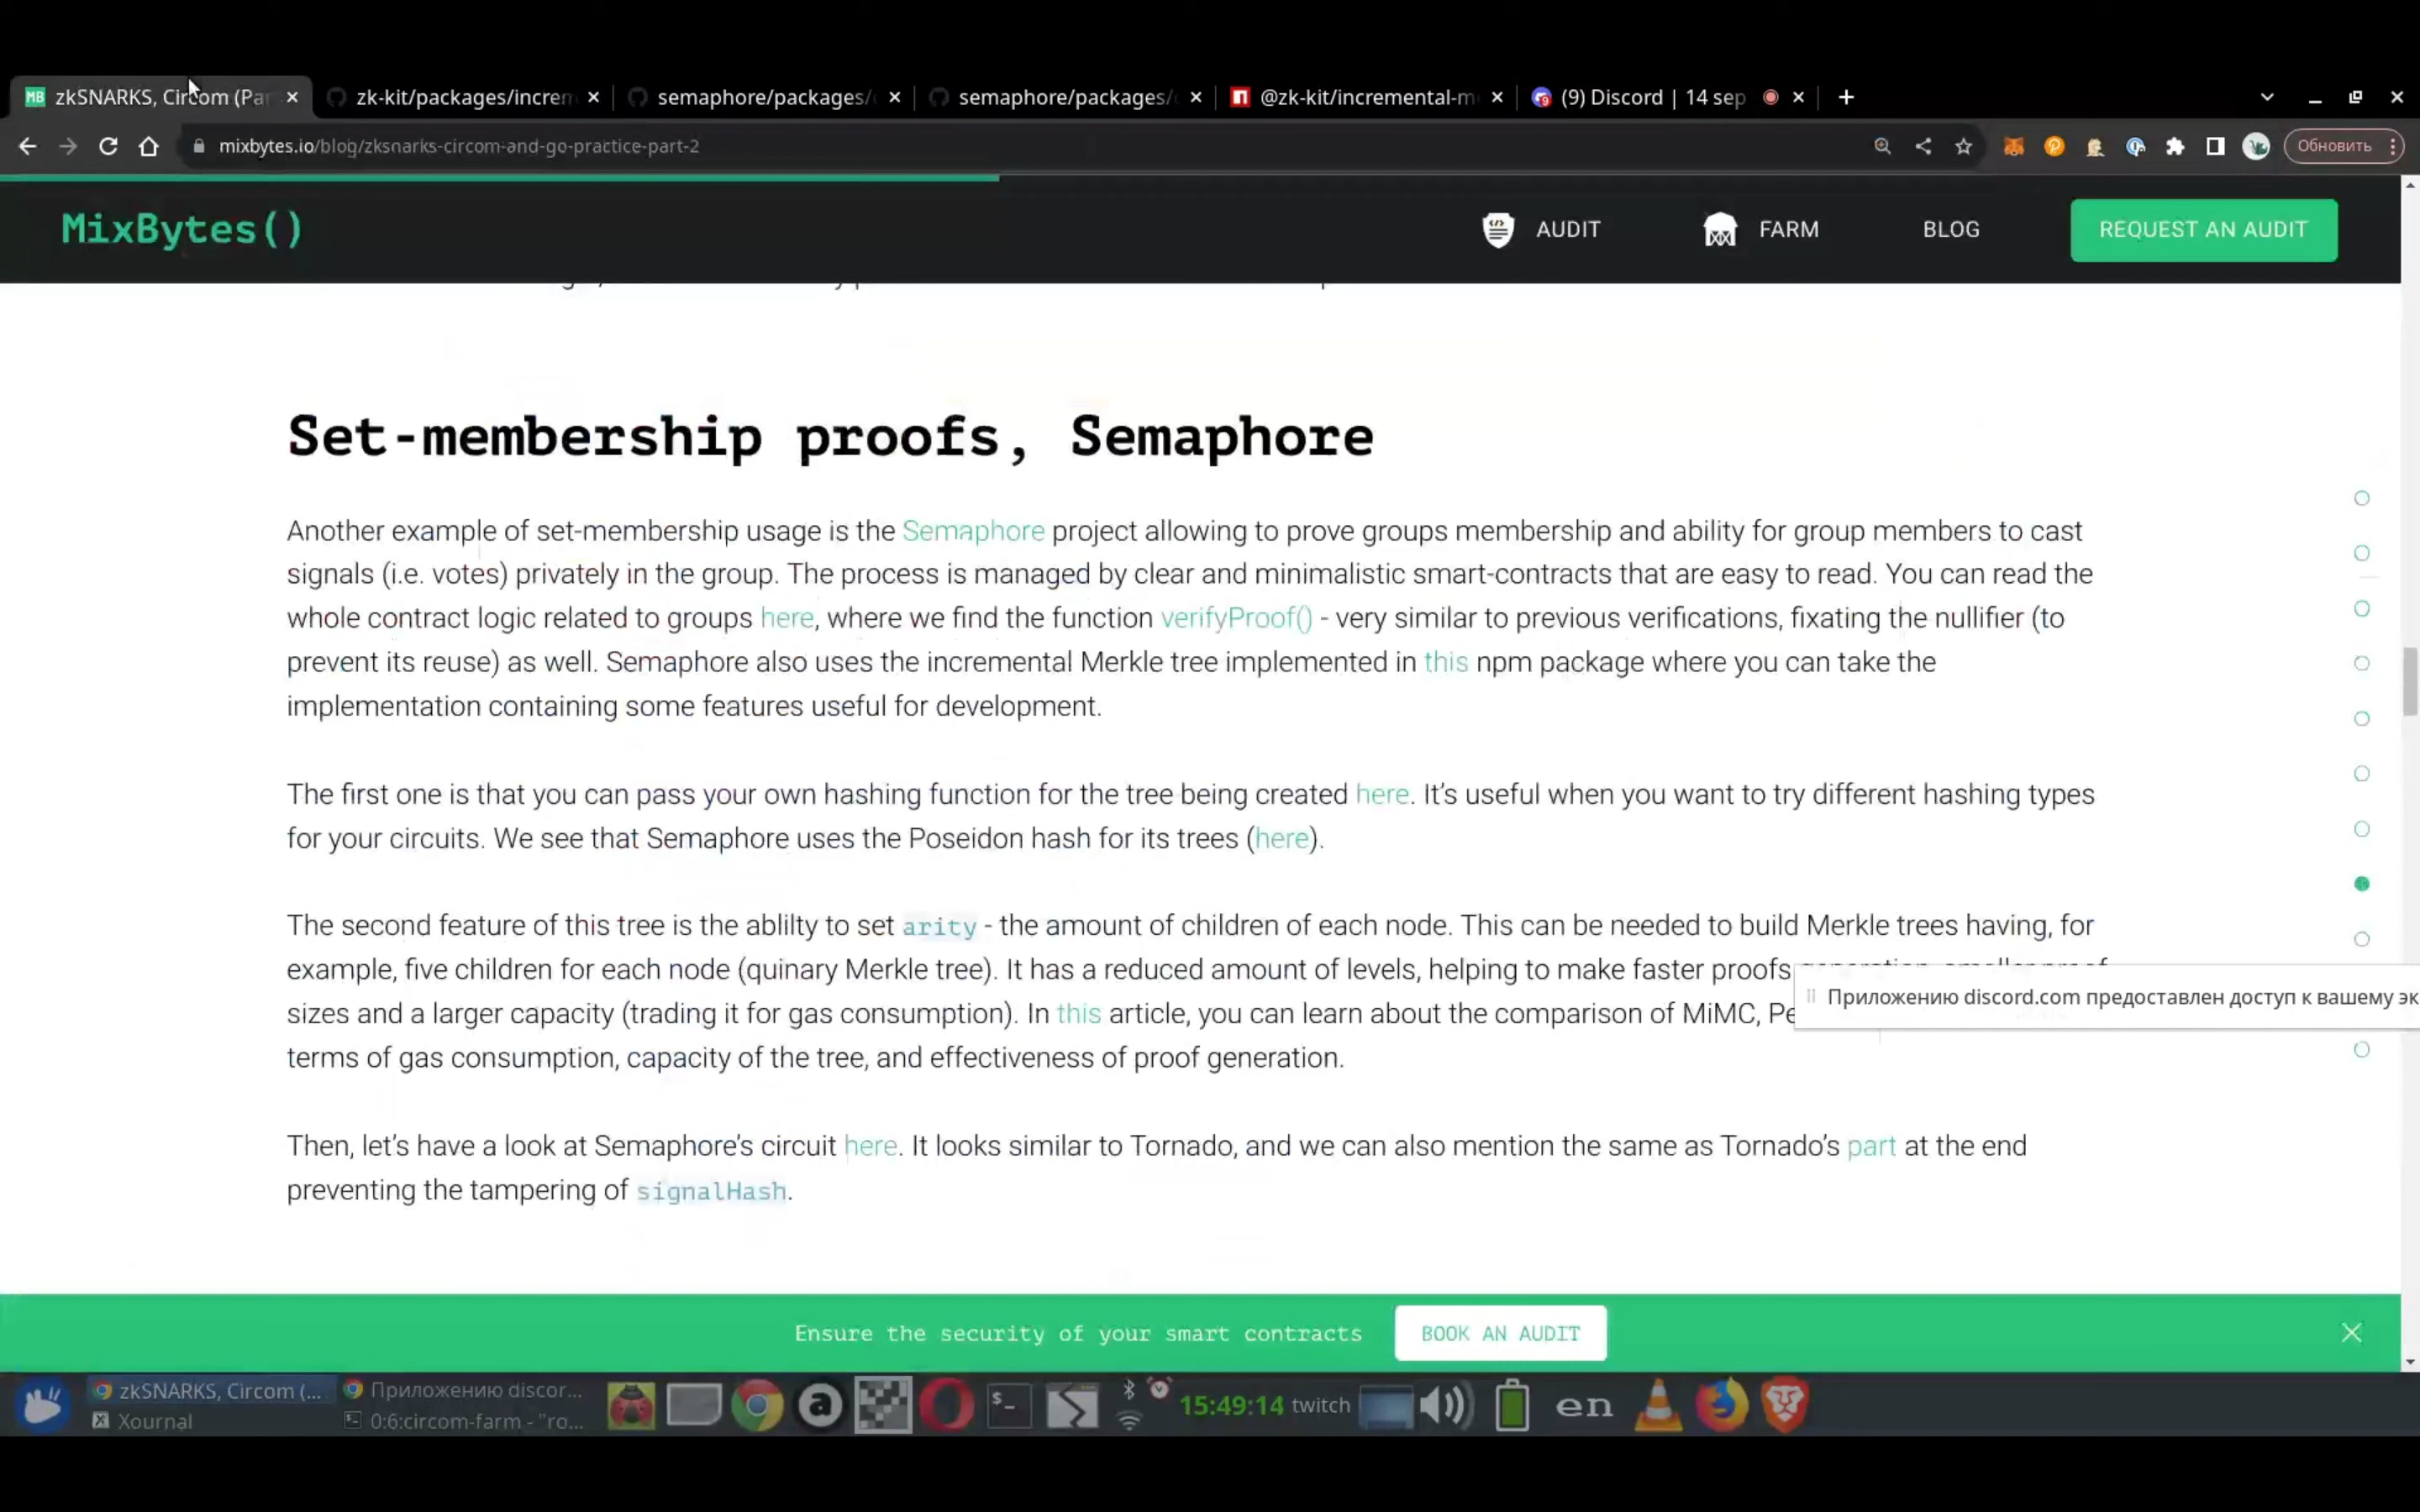 MB zkSNARKS, Circom (Pa
zk-kit/packages/increm
semaphore/packages/
semaphore/packages/
@zk-kit/incremental-m
(9) Discord | 14 sep
mixbytes.io/blog/zksnarks-circom-and-go-practice-part-2
Обновить
MixBytes()
AUDIT
FARM
BLOG
REQUEST AN AUDIT
Set-membership proofs, Semaphore
Another example of set-membership usage is the Semaphore project allowing to prove groups membership and ability for group members to cast
signals (i.e. votes) privately in the group. The process is managed by clear and minimalistic smart-contracts that are easy to read. You can read the
whole contract logic related to groups here, where we find the function verifyProof() - very similar to previous verifications, fixating the nullifier (to
prevent its reuse) as well. Semaphore also uses the incremental Merkle tree implemented in this npm package where you can take the
implementation containing some features useful for development.
The first one is that you can pass your own hashing function for the tree being created here. It's useful when you want to try different hashing types
for your circuits. We see that Semaphore uses the Poseidon hash for its trees (here).
The second feature of this tree is the ablilty to set arity - the amount of children of each node. This can be needed to build Merkle trees having, for
example, five children for each node (quinary Merkle tree). It has a reduced amount of levels, helping to make faster proofs
sizes and a larger capacity (trading it for gas consumption). In this article, you can learn about the comparison of MiMC, Pe
terms of gas consumption, capacity of the tree, and effectiveness of proof generation.
Приложению discord.com предоставлен доступ к вашему эк
Then, let's have a look at Semaphore's circuit here. It looks similar to Tornado, and we can also mention the same as Tornado's part at the end
preventing the tampering of signalHash.
Ensure the security of your smart contracts
BOOK AN AUDIT
zkSNARKS, Circom (...
Приложению discor...
Xournal
0:6:circom-farm - "ro...
15:49:14 twitch
en